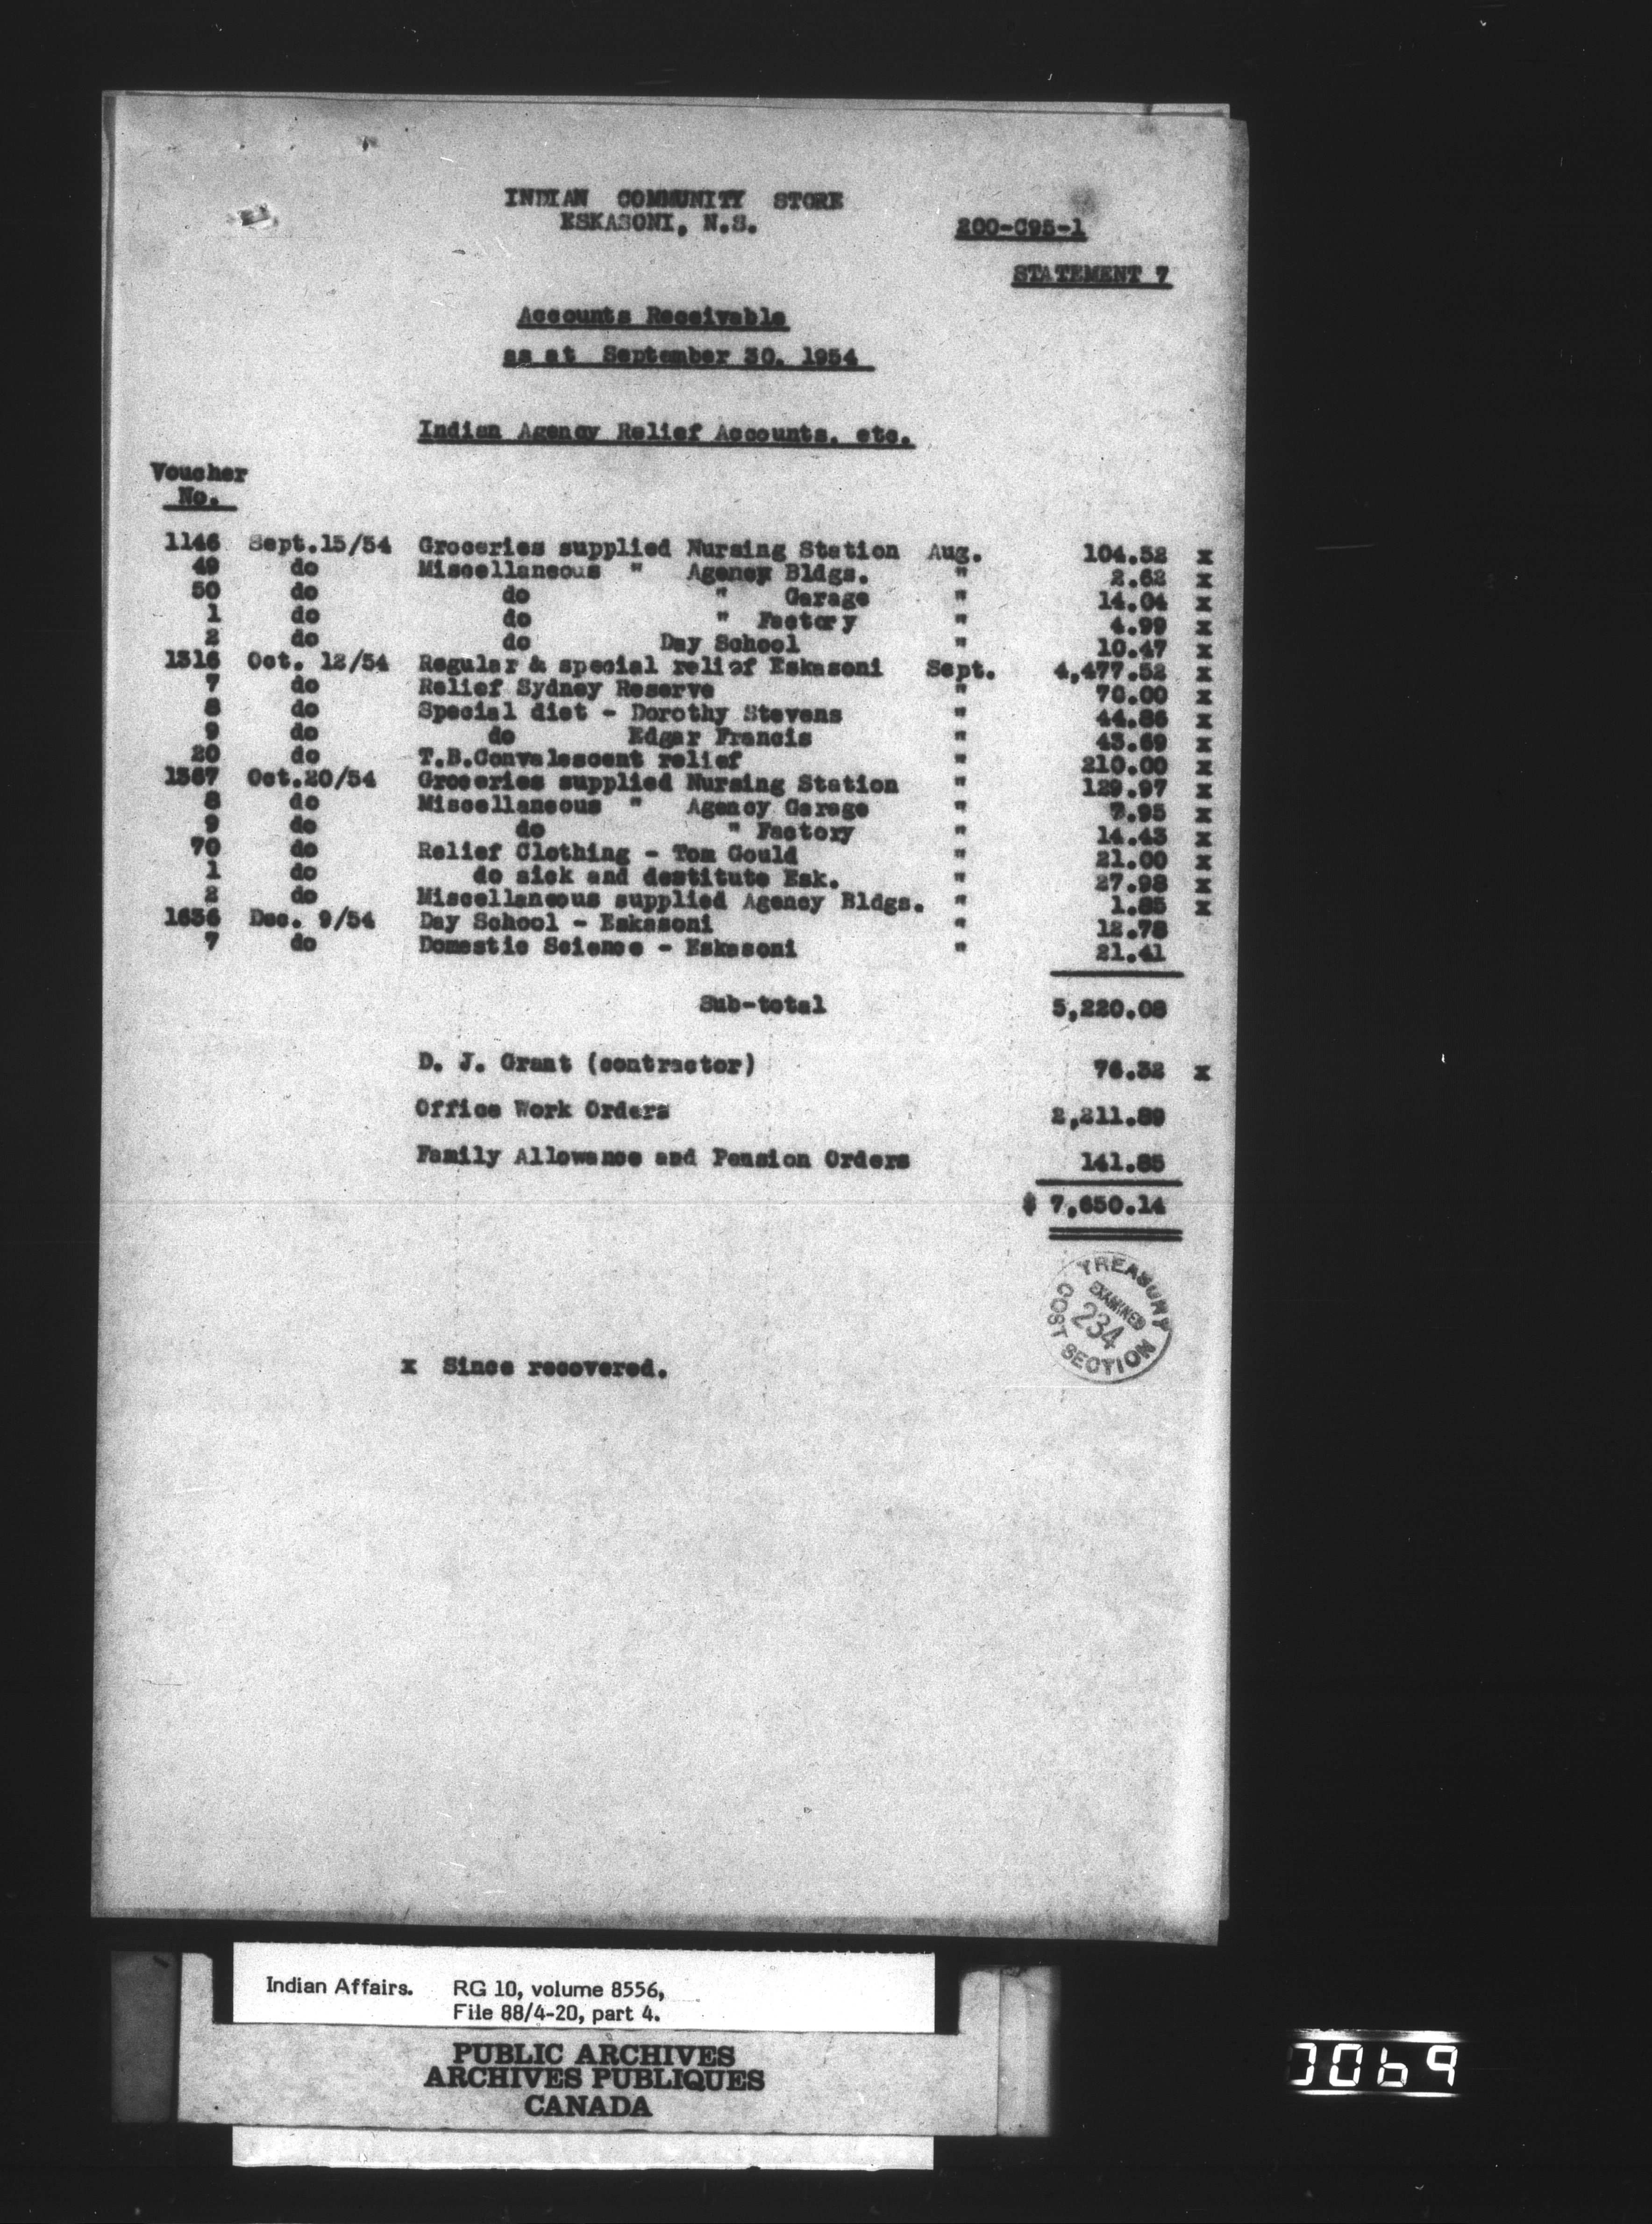 INDIAN COMMUNITY STORE
ESKASONI, N.S.
200-C95-1
STATEMENT 7
Accounts Receivable
as at September 30, 1954
Indian Agency Relief Accounts, etc.
Voucher
No.
1146 Sept.15/54 Groceries supplied Nursing Station Aug. 104.52 x
49 do Miscellaneous " Agency Bldgs. " 2.62 x
50 do do " Garage " 14.04 x
1 do do " Factory " 4.99 x
2 do do Day School " 10.47 x
1316 Oct. 12/54 Regular & special relief Eskasoni Sept. 4,477.52 x
7 do Relief Sydney Reserve " 70.00 x
8 do Special diet - Dorothy Stevens " 44.86 x
9 do do Edgar Francis " 43.69 x
20 do T.B.Convalescent relief " 210.00 x
1367 Oct.20/54 Groceries supplied Nursing Station " 129.97 x
8 do Miscellaneous " Agency Garage " 7.95 x
9 do do " Factory " 14.43 x
70 do Relief Clothing - Tom Gould " 21.00 x
1 do do sick and destitute Esk. " 27.98 x
2 do Miscellaneous supplied Agency Bldgs. " 1.85 x
1636 Dec. 9/54 Day School - Eskasoni " 12.78
7 do Domestic Science - Eskasoni " 21.41
Sub-total 5,220.08
D. J. Grant (contractor) 76.32 x
Office Work Orders 2,211.89
Family Allowance and Pension Orders 141.85
$ 7,650.14
TREASURY
COST SECTION
EXAMINED
234
x Since recovered.
Indian Affairs. RG 10, volume 8556,
File 88/4-20, part 4.
PUBLIC ARCHIVES
ARCHIVES PUBLIQUES
CANADA
0069